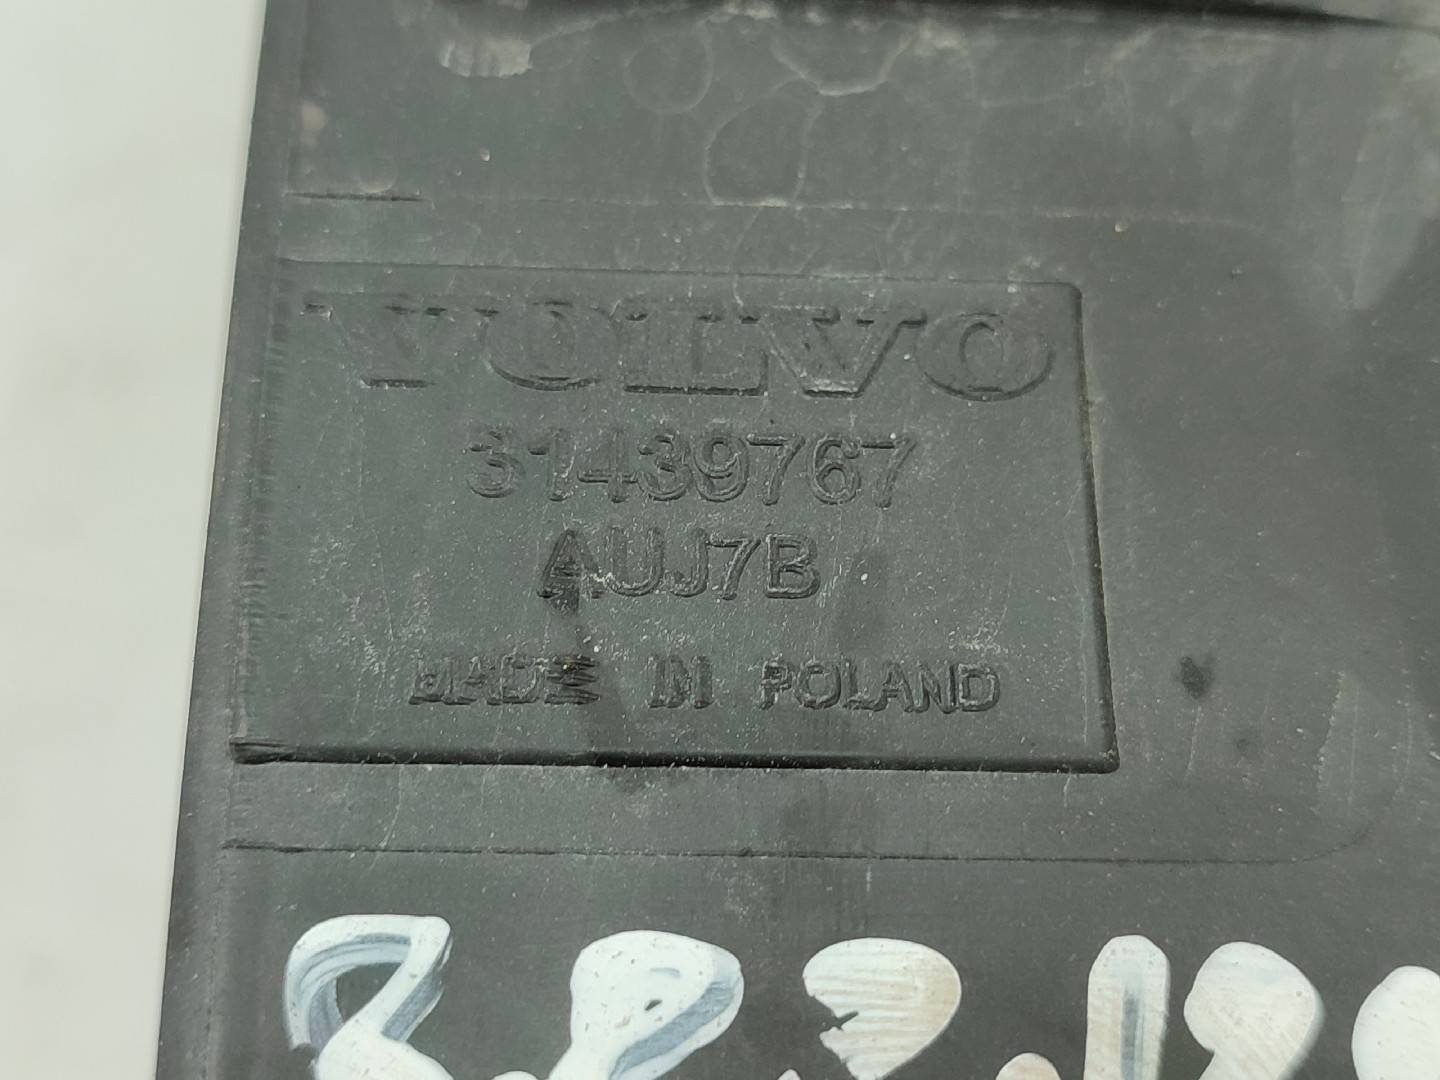 VOLVO
31439767
AUJ7B
MADE IN POLAND